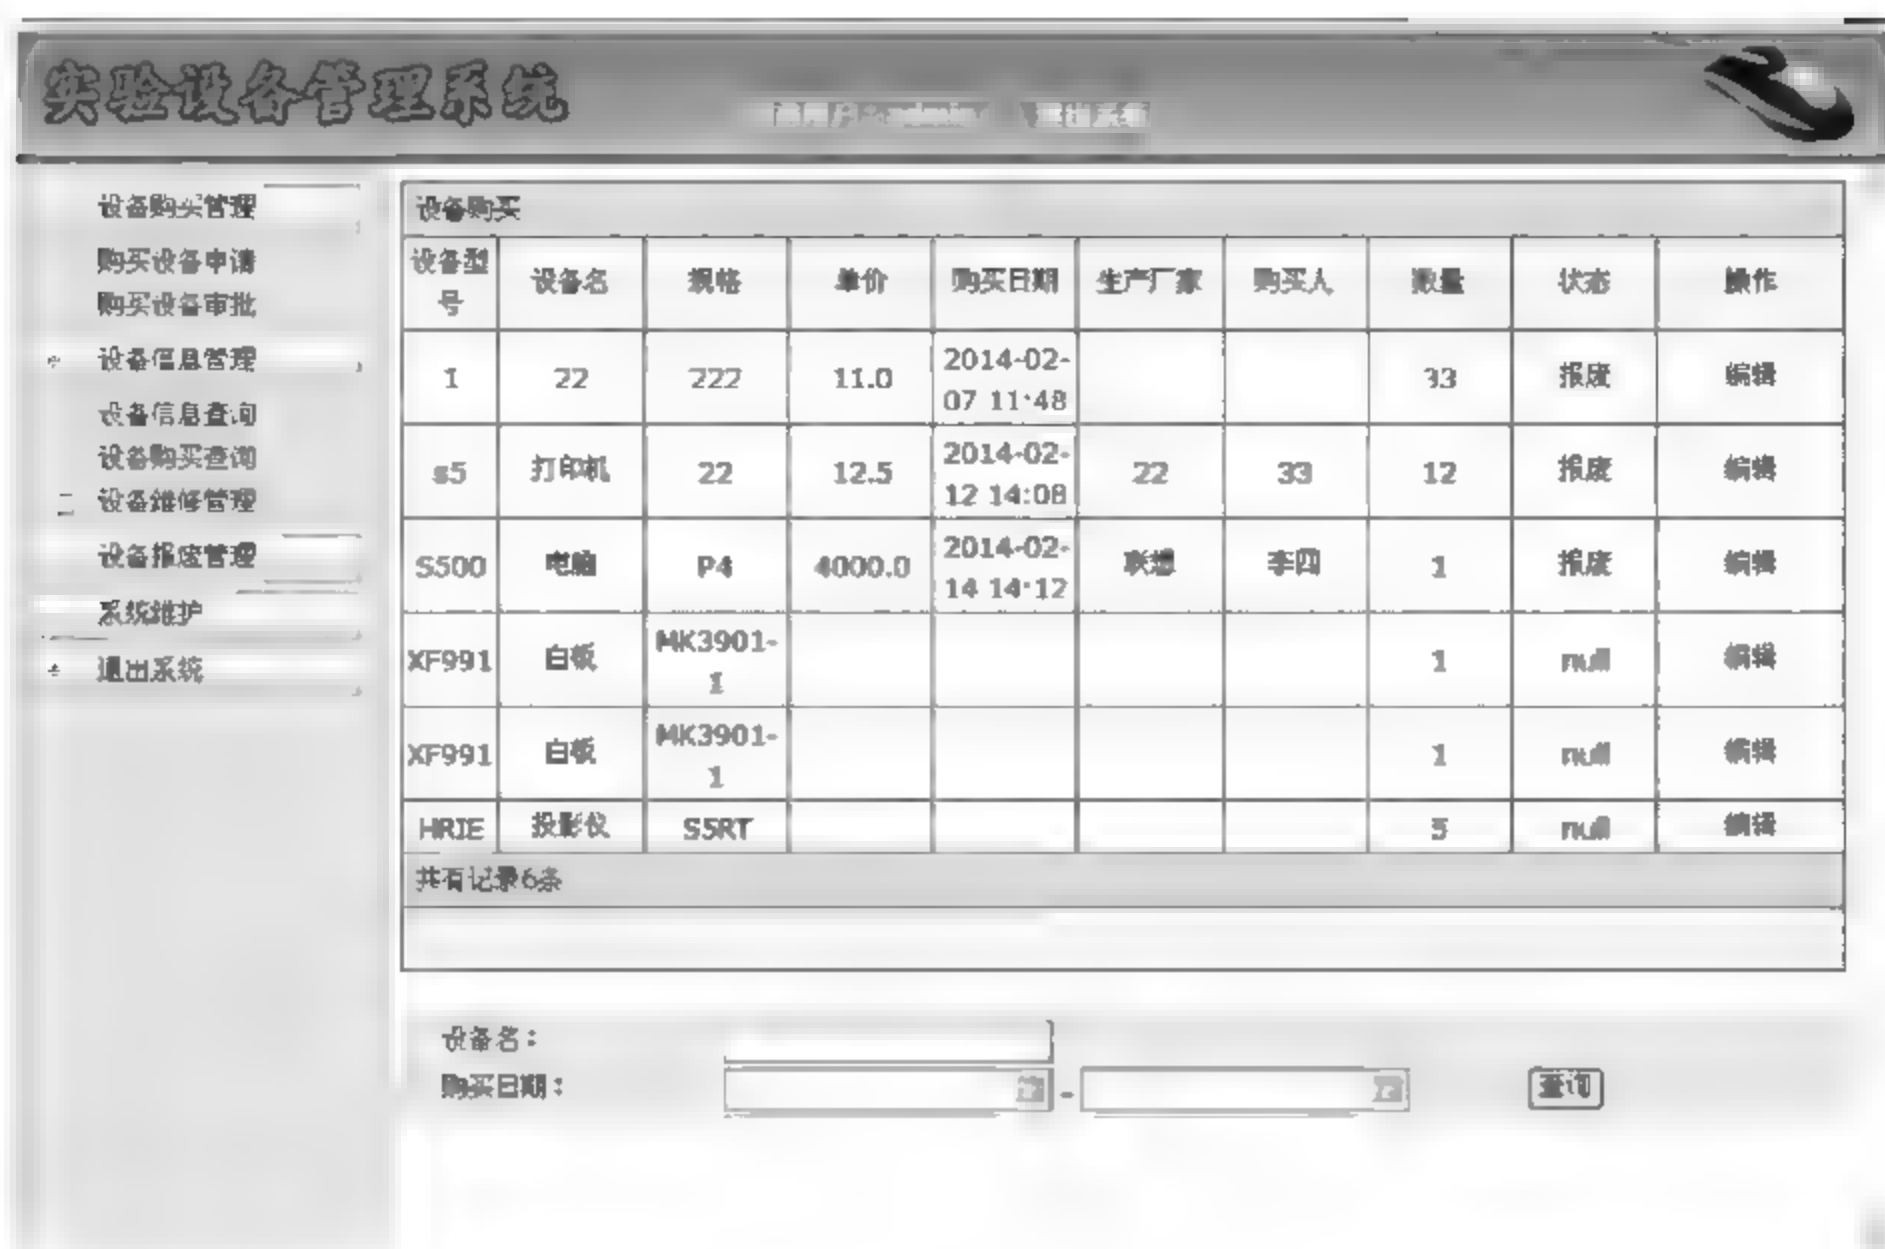 实验设备管理系统
退出系统
设备购买管理
购买设备申请
购买设备审批
设备信息管理
设备信息查询
设备购买查询
设备维修管理
设备报废管理
系统维护
退出系统
设备购买
设备型号 设备名 规格 单价 购买日期 生产厂家 购买人 数量 状态 操作
1 22 222 11.0 2014-02-07 11:48 33 报废 编辑
s5 打印机 22 12.5 2014-02-12 14:08 22 33 12 报废 编辑
S500 电脑 P4 4000.0 2014-02-14 14:12 联想 李四 1 报废 编辑
XF991 白板 MK3901-1 1 null 编辑
XF991 白板 MK3901-1 1 null 编辑
HRIE 投影仪 S5RT 5 null 编辑
共有记录6条
设备名：
购买日期： -
查询